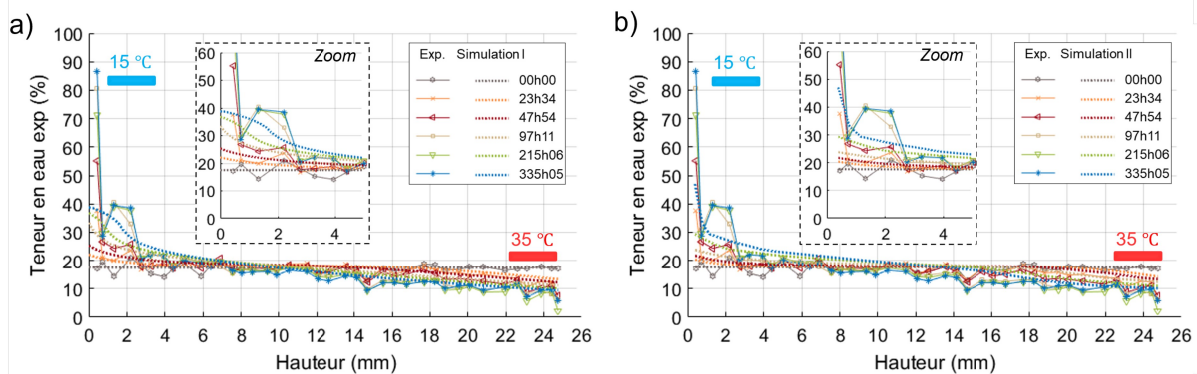 a)
Teneur en eau exp (%)
100
90
80
70
60
50
40
30
20
10
0
15 °C
Zoom
60
50
40
30
20
10
0
0 2 4
Exp. Simulation I
00h00
23h34
47h54
97h11
215h06
335h05
35 °C
0 2 4 6 8 10 12 14 16 18 20 22 24 26
Hauteur (mm)
b)
Teneur en eau exp (%)
100
90
80
70
60
50
40
30
20
10
0
15 °C
Zoom
60
50
40
30
20
10
0
0 2 4
Exp. Simulation II
00h00
23h34
47h54
97h11
215h06
335h05
35 °C
0 2 4 6 8 10 12 14 16 18 20 22 24 26
Hauteur (mm)